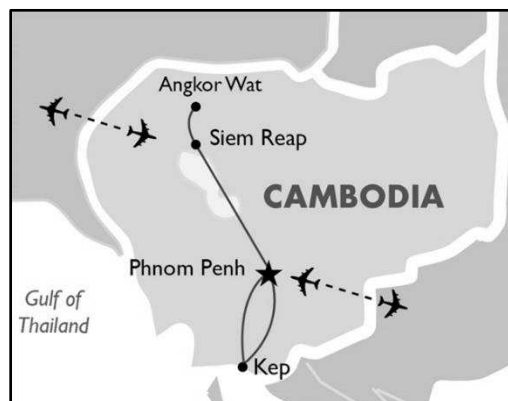 Angkor Wat
Siem Reap
CAMBODIA
Phnom Penh
Gulf of
Thailand
Kep